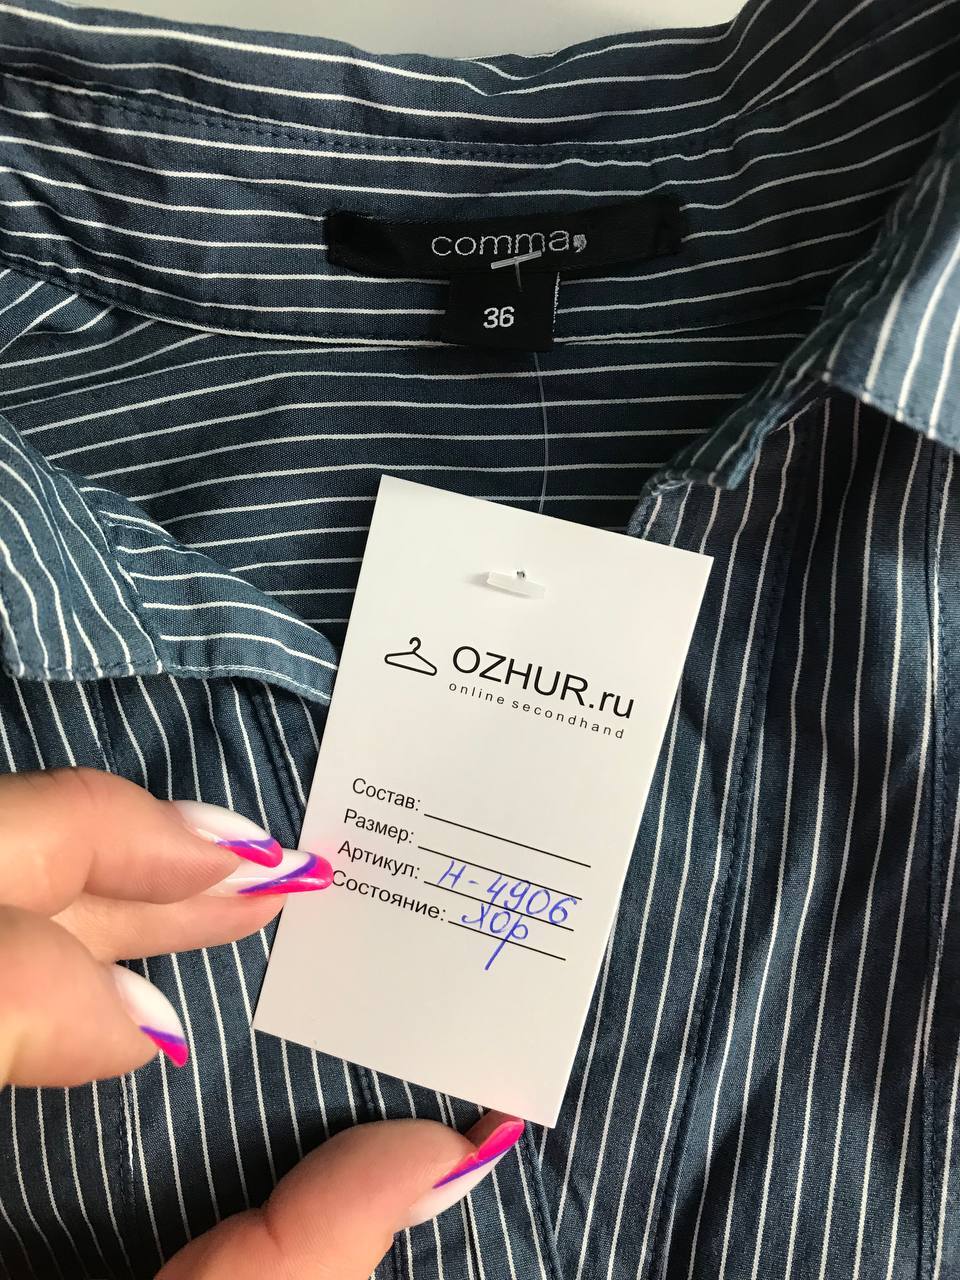 comma,
36
OZHUR.ru
online secondhand
Состав:
Размер:
Артикул: Н-4906
Состояние: хор